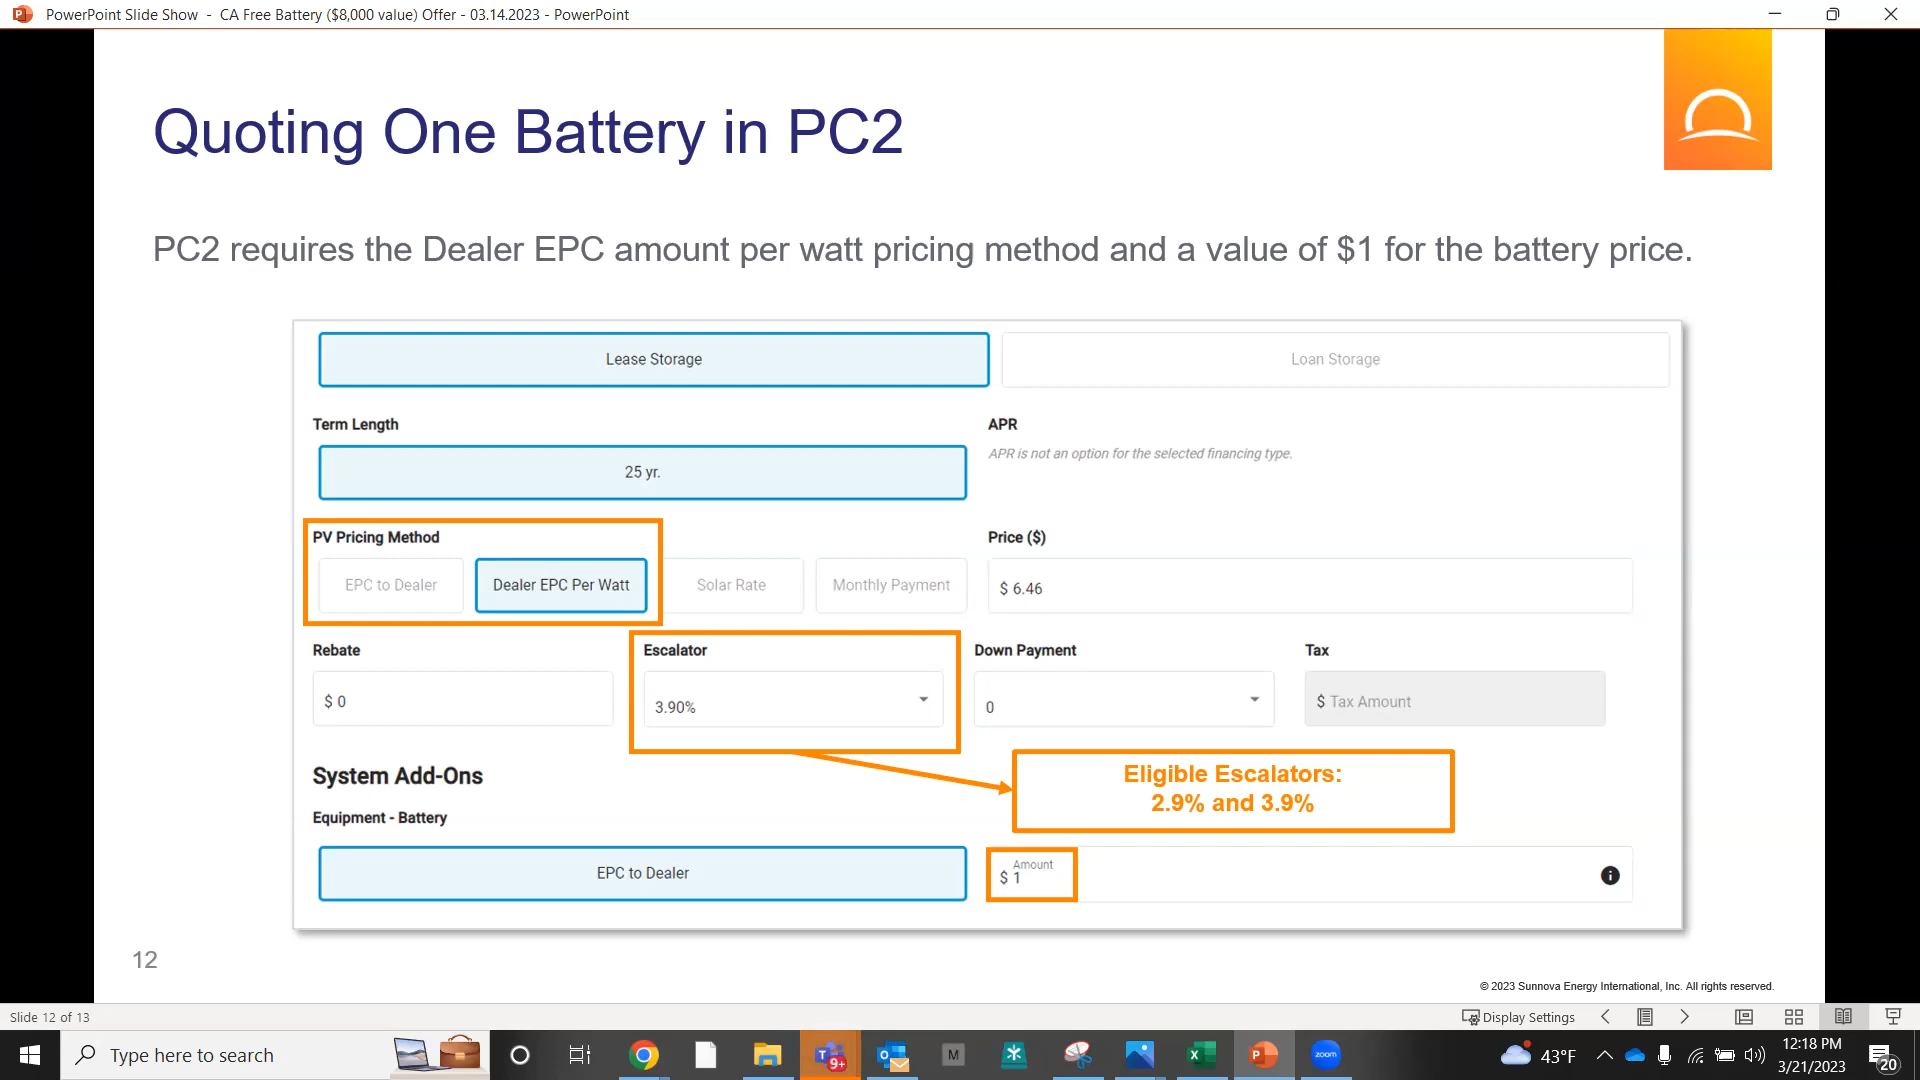 PowerPoint Slide Show - CA Free Battery ($8,000 value) Offer - 03.14.2023 - PowerPoint
Quoting One Battery in PC2
PC2 requires the Dealer EPC amount per watt pricing method and a value of $1 for the battery price.
Lease Storage
Loan Storage
Term Length
APR
25 yr.
APR is not an option for the selected financing type.
PV Pricing Method
Price ($)
EPC to Dealer
Dealer EPC Per Watt
Solar Rate
Monthly Payment
$ 6.46
Rebate
Escalator
Down Payment
Tax
$ 0
3.90%
0
$ Tax Amount
System Add-Ons
Eligible Escalators:
2.9% and 3.9%
Equipment - Battery
EPC to Dealer
Amount
$ 1
12
© 2023 Sunnova Energy International, Inc. All rights reserved.
Slide 12 of 13
Display Settings
Type here to search
9+
M
zoom
43°F
12:18 PM
3/21/2023
20